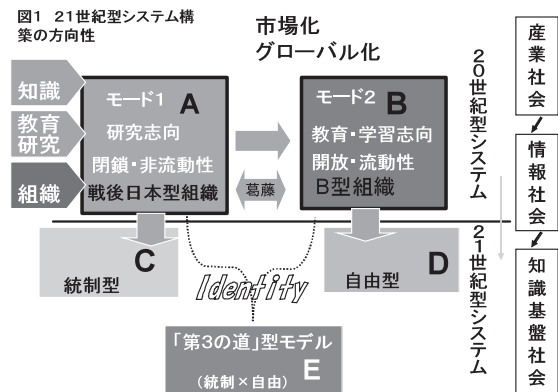 図1 21世紀型システム構
築の方向性
市場化
グローバル化
知識
教育
研究
組織
モード1 A
研究志向
閉鎖・非流動性
戦後日本型組織
葛藤
モード2 B
教育・学習志向
開放・流動性
B型組織
20世紀型システム
21世紀型システム
産業社会
情報社会
知識基盤社会
C
統制型
Identity
D
自由型
「第3の道」型モデル
(統制×自由) E